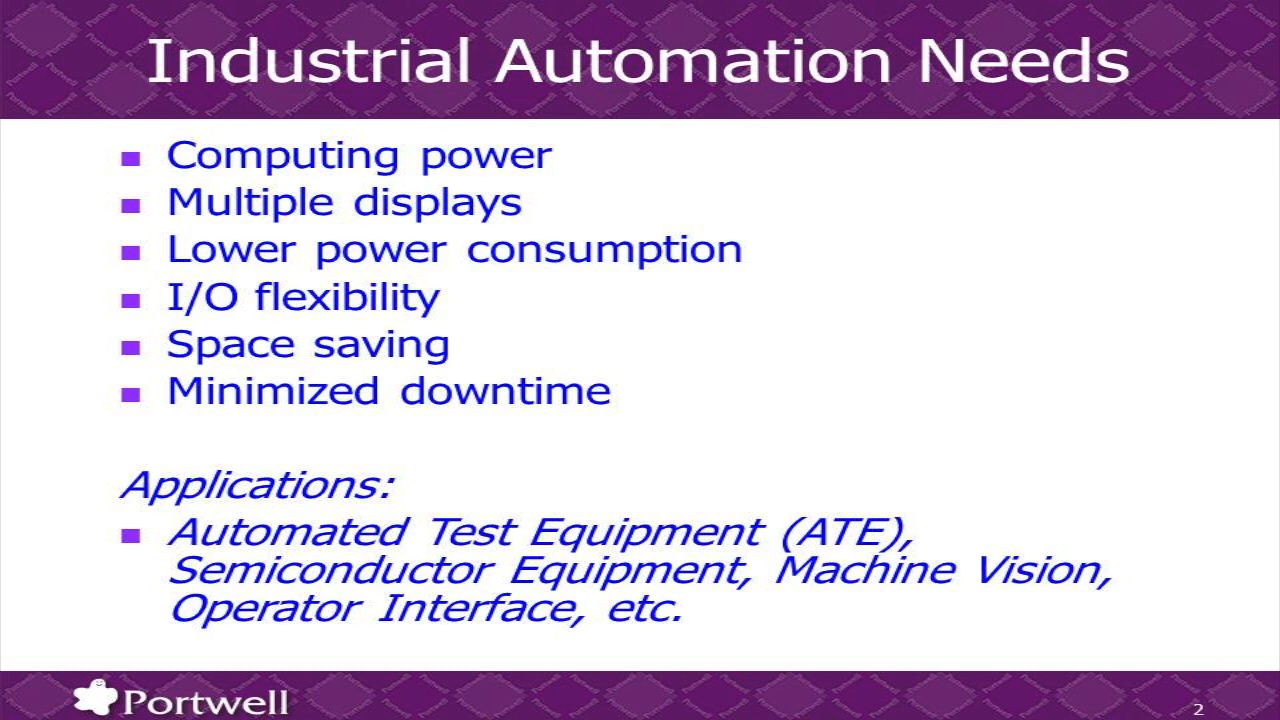 Industrial Automation Needs
Computing power
Multiple displays
Lower power consumption
I/O flexibility
Space saving
Minimized downtime
Applications:
Automated Test Equipment (ATE),
Semiconductor Equipment, Machine Vision,
Operator Interface, etc.
Portwell
2